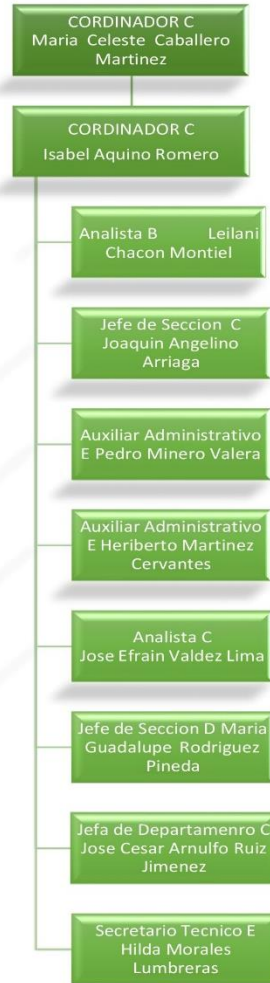 CORDINADOR C
Maria Celeste Caballero
Martinez
CORDINADOR C
Isabel Aquino Romero
Analista B Leilani
Chacon Montiel
Jefe de Seccion C
Joaquin Angelino
Arriaga
Auxiliar Administrativo
E Pedro Minero Valera
Auxiliar Administrativo
E Heriberto Martinez
Cervantes
Analista C
Jose Efrain Valdez Lima
Jefe de Seccion D Maria
Guadalupe Rodriguez
Pineda
Jefa de Departamenro C
Jose Cesar Arnulfo Ruiz
Jimenez
Secretario Tecnico E
Hilda Morales
Lumbreras